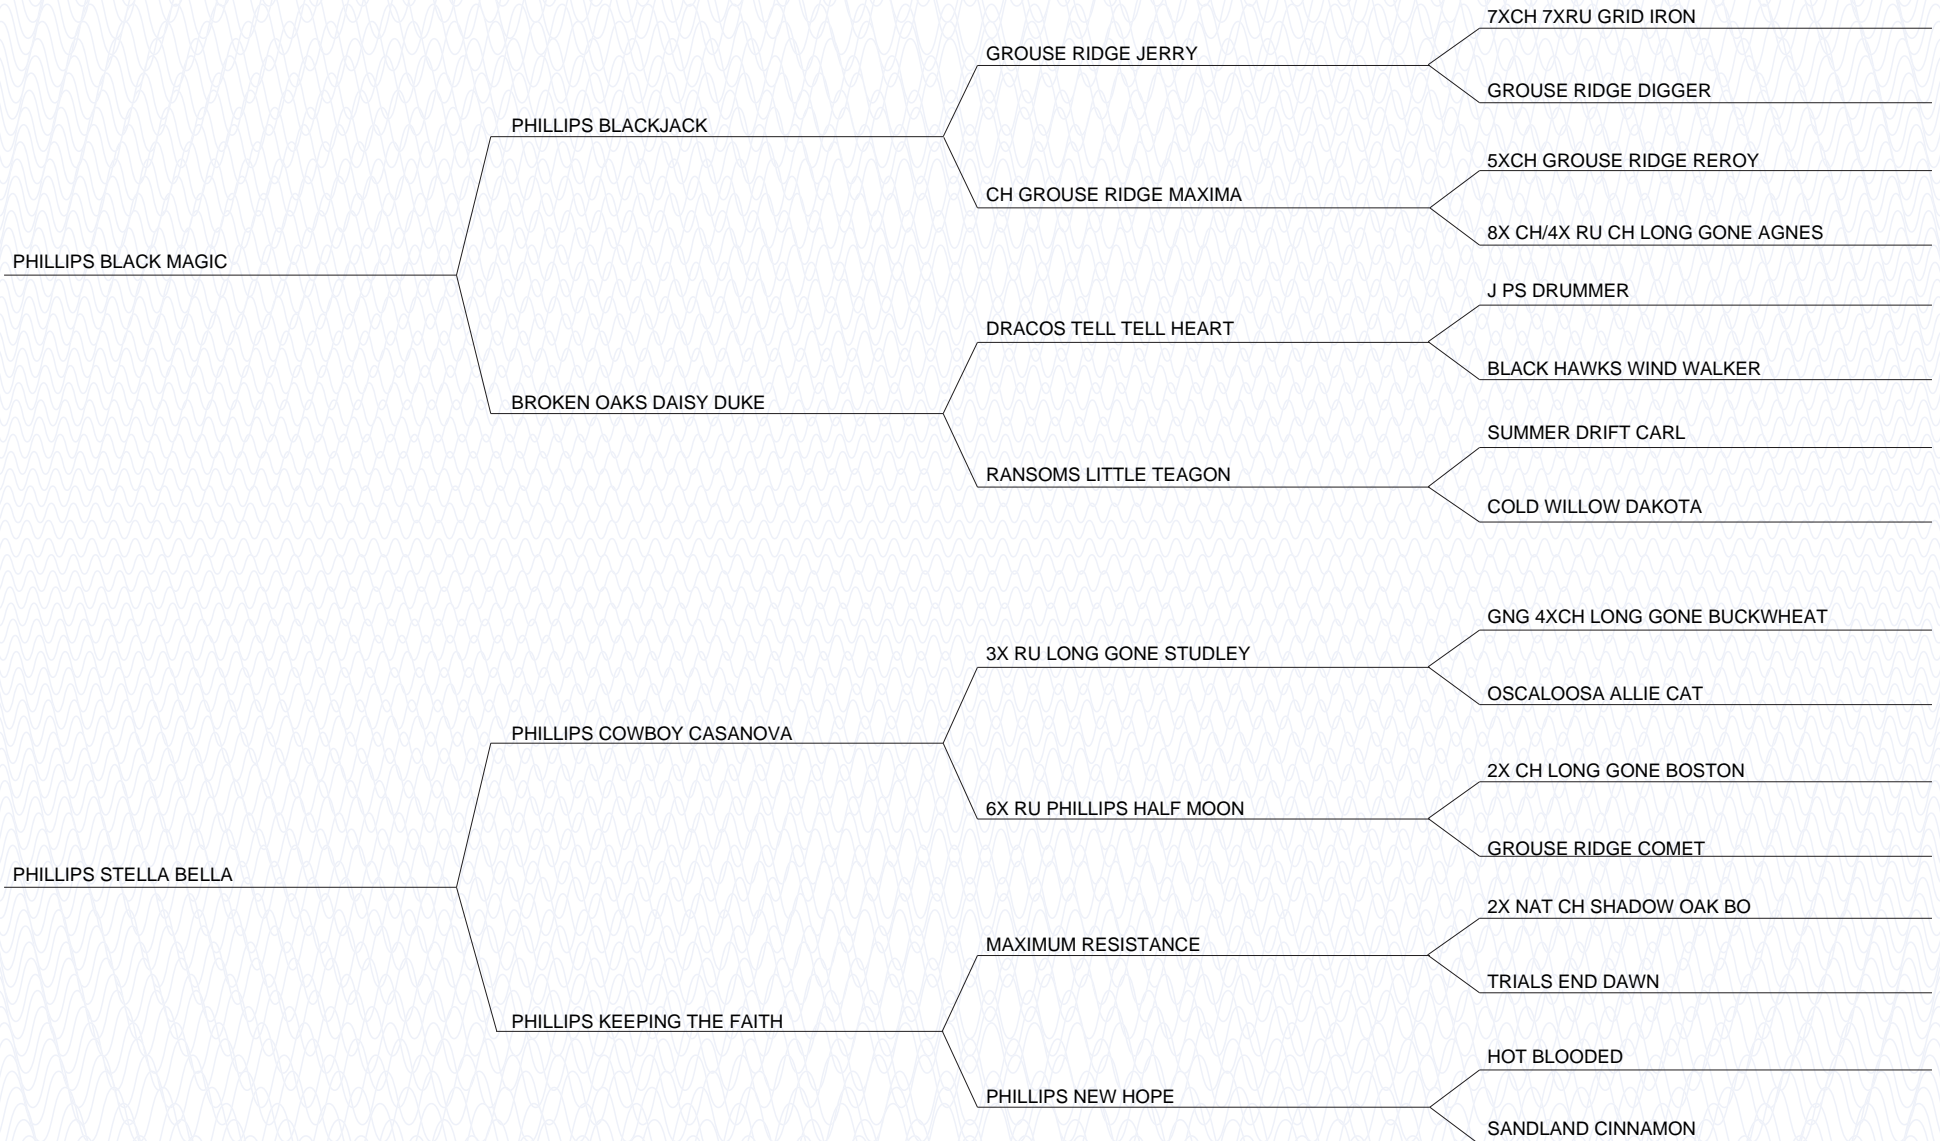 7XCH 7XRU GRID IRON
GROUSE RIDGE JERRY
GROUSE RIDGE DIGGER
PHILLIPS BLACKJACK
5XCH GROUSE RIDGE REROY
CH GROUSE RIDGE MAXIMA
8X CH/4X RU CH LONG GONE AGNES
PHILLIPS BLACK MAGIC
J PS DRUMMER
DRACOS TELL TELL HEART
BLACK HAWKS WIND WALKER
BROKEN OAKS DAISY DUKE
SUMMER DRIFT CARL
RANSOMS LITTLE TEAGON
COLD WILLOW DAKOTA
GNG 4XCH LONG GONE BUCKWHEAT
3X RU LONG GONE STUDLEY
OSCALOOSA ALLIE CAT
PHILLIPS COWBOY CASANOVA
2X CH LONG GONE BOSTON
6X RU PHILLIPS HALF MOON
GROUSE RIDGE COMET
PHILLIPS STELLA BELLA
2X NAT CH SHADOW OAK BO
MAXIMUM RESISTANCE
TRIALS END DAWN
PHILLIPS KEEPING THE FAITH
HOT BLOODED
PHILLIPS NEW HOPE
SANDLAND CINNAMON